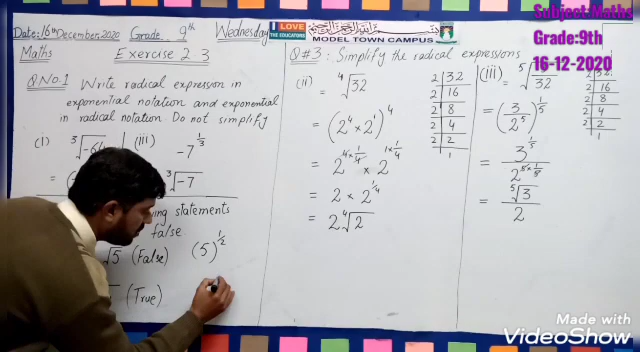 Date: 16th December, 2020 Grade 9th Wednesday
I LOVE THE EDUCATORS
MODEL TOWN CAMPUS
Subject:Maths
Grade:9th
16-12-2020
Maths Exercise 2.3
Q No.1 Write radical expression in
exponential notation and exponential
in radical notation. Do not simplify
(i) ³√-64 (iii) -7^(1/3)
= ³√-7
statements
false.
√5 (False) (5)^(1/2)
(True)
Q#3: Simplify the radical expressions
(ii) = ⁴√32
= (2⁴ × 2¹)^4
= 2^(4×1/4) × 2^(1×1/4)
= 2 × 2^(1/4)
= 2 ⁴√2
2 | 32
2 | 16
2 | 8
2 | 4
2 | 2
1
(iii) ⁵√(3/32)
= (3/2⁵)^(1/5)
= 3^(1/5) / 2^(5×1/5)
= ⁵√3 / 2
2 | 32
2 | 16
2 | 8
2 | 4
2 | 2
1
Made with
VideoShow